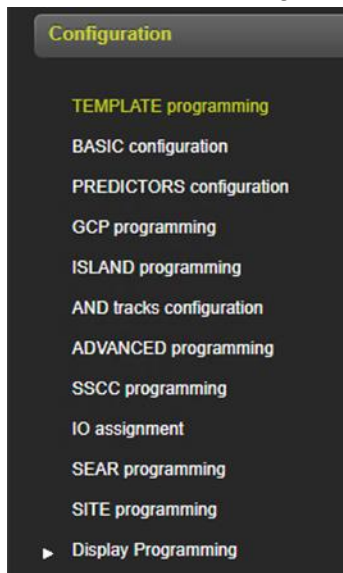 Configuration
TEMPLATE programming
BASIC configuration
PREDICTORS configuration
GCP programming
ISLAND programming
AND tracks configuration
ADVANCED programming
SSCC programming
IO assignment
SEAR programming
SITE programming
Display Programming